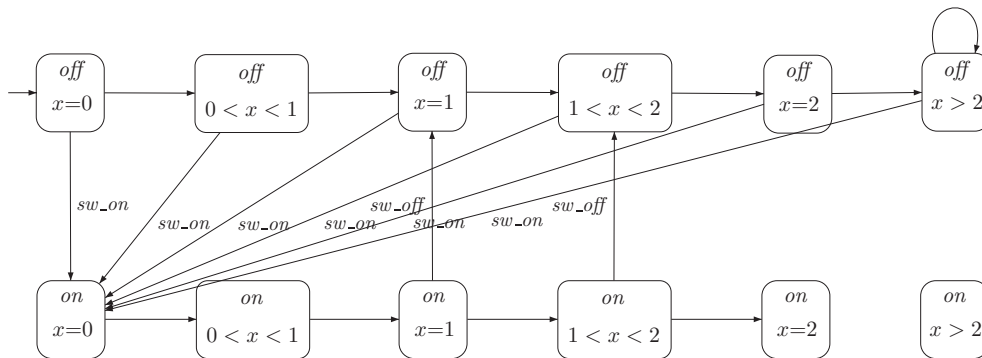 off off off off off off
x=0 0 < x < 1 x=1 1 < x < 2 x=2 x > 2
sw_on sw_on sw_on sw_on sw_off sw_on sw_on sw_off
on on on on on on
x=0 0 < x < 1 x=1 1 < x < 2 x=2 x > 2